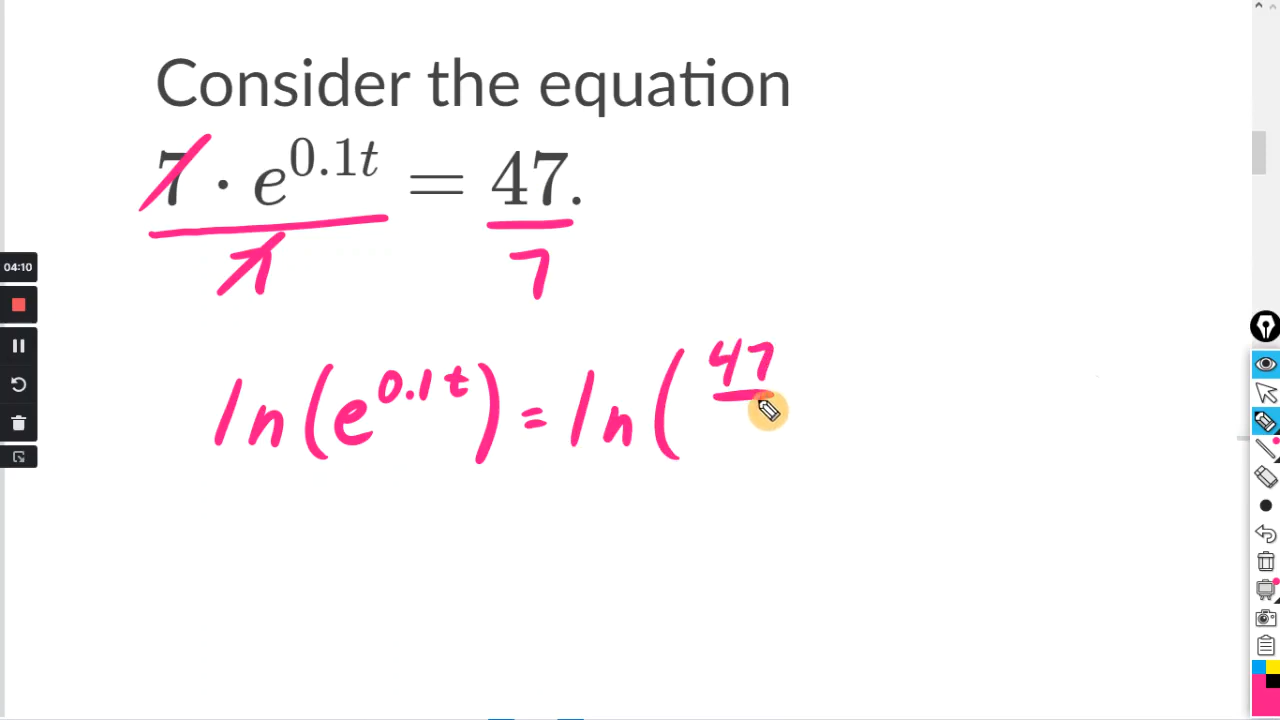 Consider the equation
7 · e^{0.1t} = 47.
7 7
04:10
ln(e^{0.1t}) = ln(47